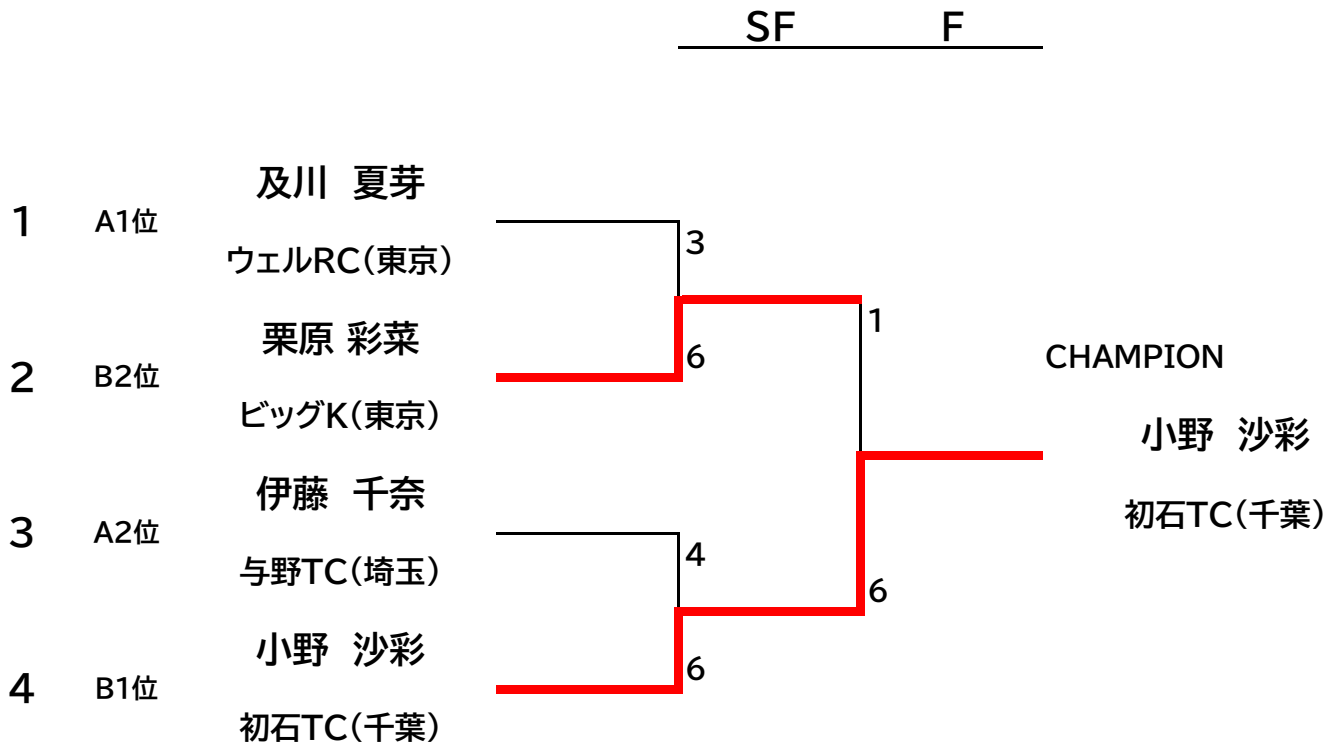 SF F
及川 夏芽
1 A1位
3
ウェルRC(東京)
栗原 彩菜
1
6
CHAMPION
2 B2位
ビッグK(東京)
小野 沙彩
伊藤 千奈
初石TC(千葉)
3 A2位
4
与野TC(埼玉)
6
小野 沙彩
6
4 B1位
初石TC(千葉)